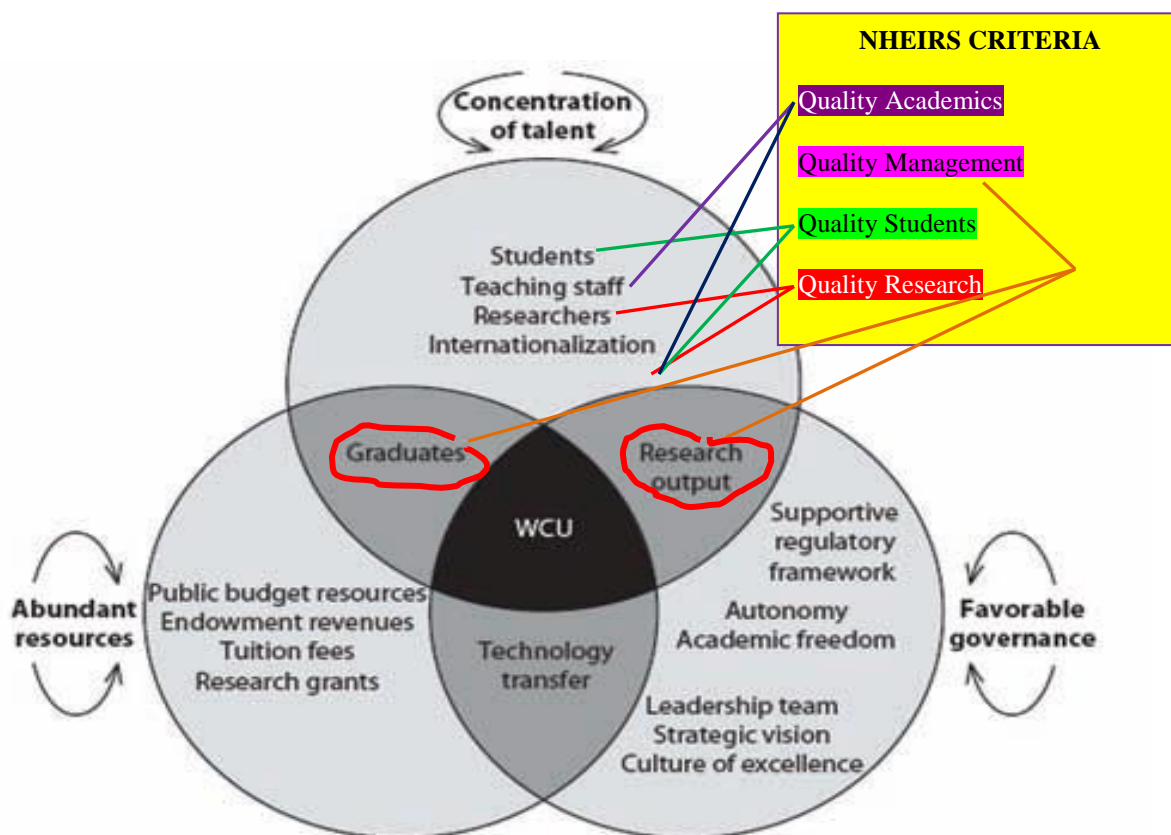 NHEIRS CRITERIA
Quality Academics
Quality Management
Quality Students
Quality Research
Concentration
of talent
Students
Teaching staff
Researchers
Internationalization
Graduates
Research
output
WCU
Supportive
regulatory
framework
Autonomy
Academic freedom
Leadership team
Strategic vision
Culture of excellence
Favorable
governance
Abundant
resources
Public budget resources
Endowment revenues
Tuition fees
Research grants
Technology
transfer